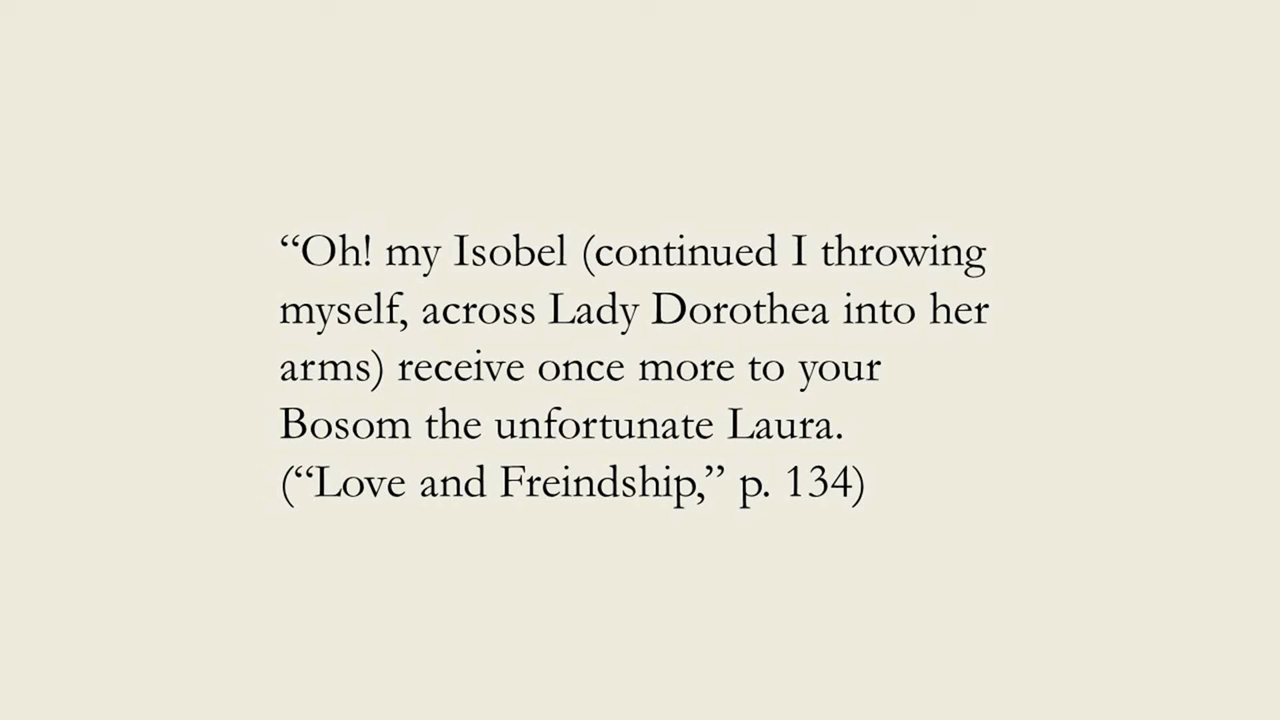 “Oh! my Isobel (continued I throwing
myself, across Lady Dorothea into her
arms) receive once more to your
Bosom the unfortunate Laura.
(“Love and Freindship,” p. 134)